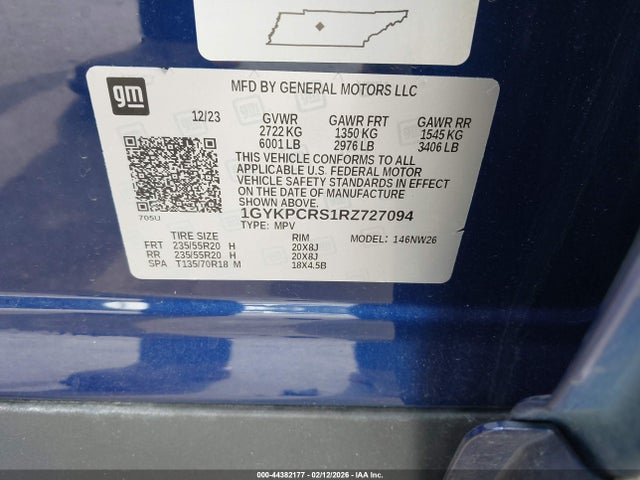 gm
MFD BY GENERAL MOTORS LLC
12/23 GVWR GAWR FRT GAWR RR
2722 KG 1350 KG 1545 KG
6001 LB 2976 LB 3406 LB
THIS VEHICLE CONFORMS TO ALL
APPLICABLE U.S. FEDERAL MOTOR
VEHICLE SAFETY STANDARDS
IN EFFECT ON THE DATE OF MANUFACTURE
SHOWN ABOVE.
1GYKPCRS1RZ727094
705U
TYPE: MPV
TIRE SIZE RIM MODEL: 146NW26
FRT 235/55R20 H 20X8J
RR 235/55R20 H 20X8J
SPA T135/70R18 M 18X4.5B
000-44382177 - 02/12/2026 - IAAI, Inc.